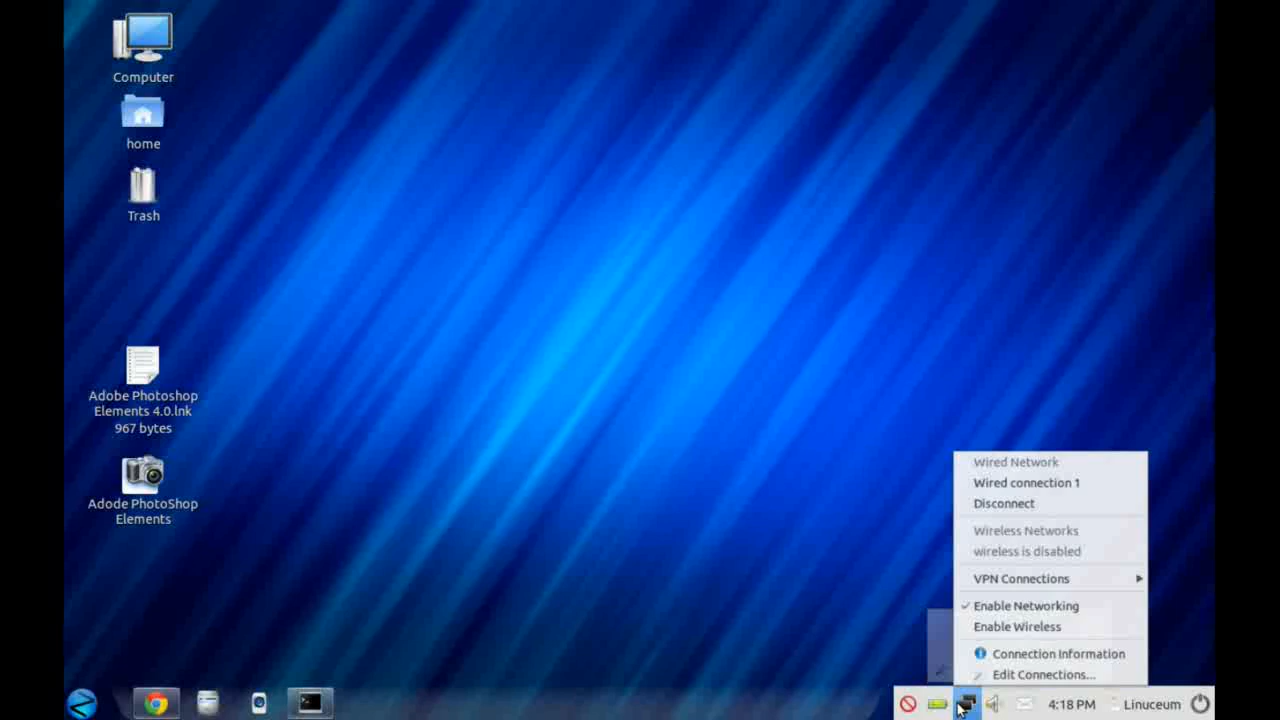 Computer
home
Trash
Adobe Photoshop
Elements 4.0.lnk
967 bytes
Adode PhotoShop
Elements
Wired Network
Wired connection 1
Disconnect
Wireless Networks
wireless is disabled
VPN Connections
Enable Networking
Enable Wireless
Connection Information
Edit Connections...
4:18 PM
Linuceum